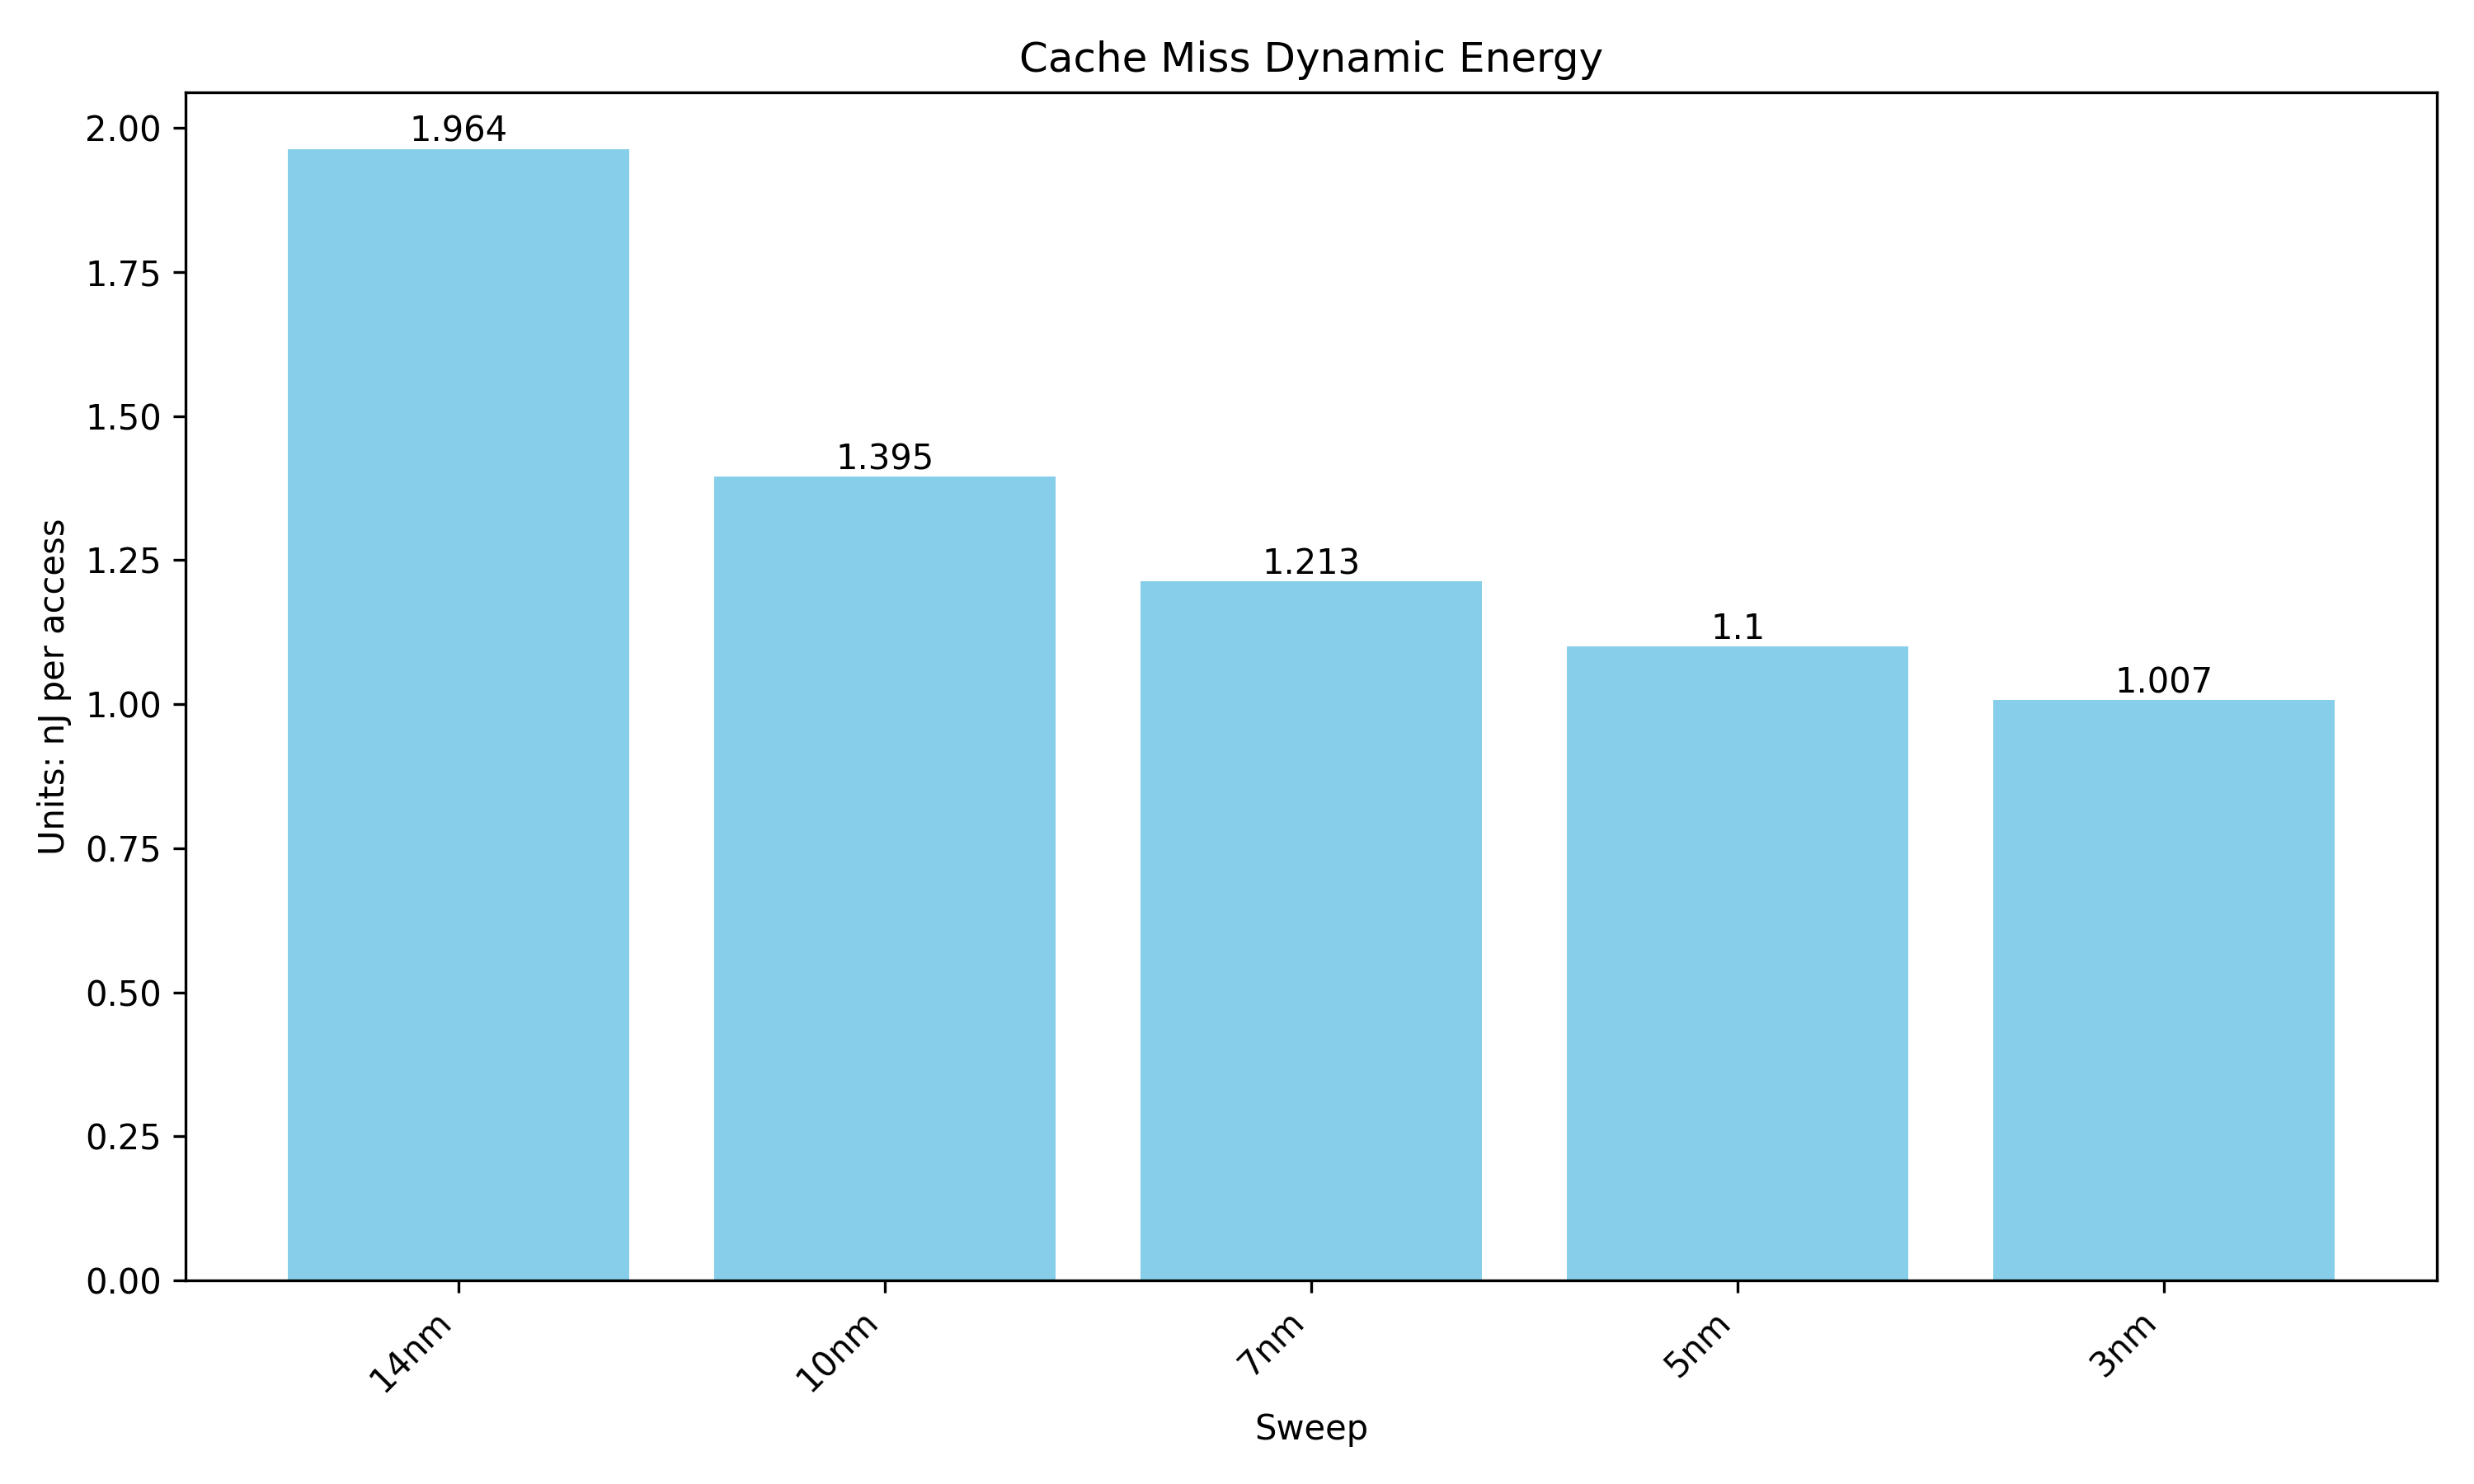 Cache Miss Dynamic Energy
Units: nJ per access
2.00
1.75
1.50
1.25
1.00
0.75
0.50
0.25
0.00
1.964
1.395
1.213
1.1
1.007
14nm
10nm
7nm
5nm
3nm
Sweep